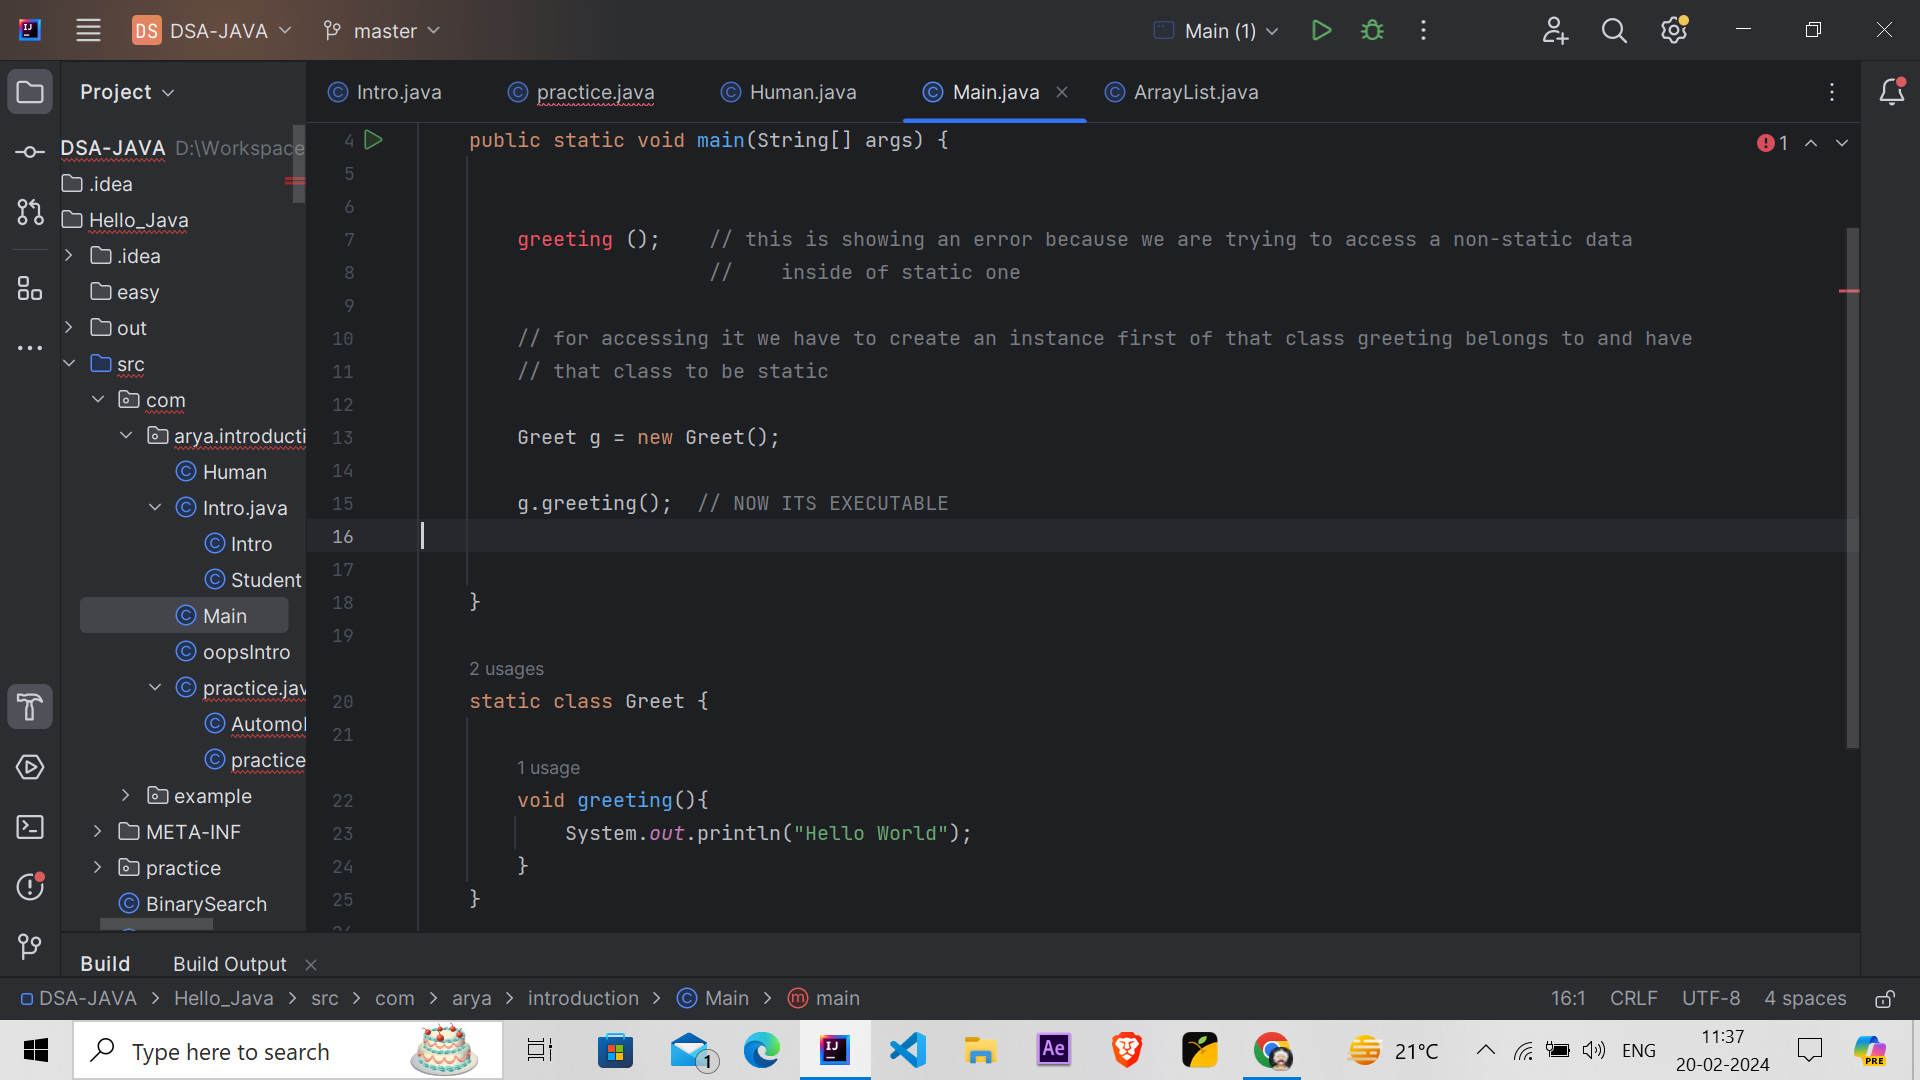 DS DSA-JAVA master Main (1)
Project
Intro.java practice.java Human.java Main.java ArrayList.java
DSA-JAVA D:\Workspace
.idea
Hello_Java
.idea
easy
out
src
com
arya.introducti
Human
Intro.java
Intro
Student
Main
oopsIntro
practice.jav
Automo
practice
example
META-INF
practice
BinarySearch
4 public static void main(String[] args) {
1
5
6
7 greeting (); // this is showing an error because we are trying to access a non-static data
8 // inside of static one
9
10 // for accessing it we have to create an instance first of that class greeting belongs to and have
11 // that class to be static
12
13 Greet g = new Greet();
14
15 g.greeting(); // NOW ITS EXECUTABLE
16
17
18 }
19
2 usages
20 static class Greet {
21
1 usage
22 void greeting(){
23 System.out.println("Hello World");
24 }
25 }
Build Build Output
DSA-JAVA > Hello_Java > src > com > arya > introduction > Main > main
16:1 CRLF UTF-8 4 spaces
Type here to search
1
Ae
21°C
ENG
11:37
20-02-2024
PRE